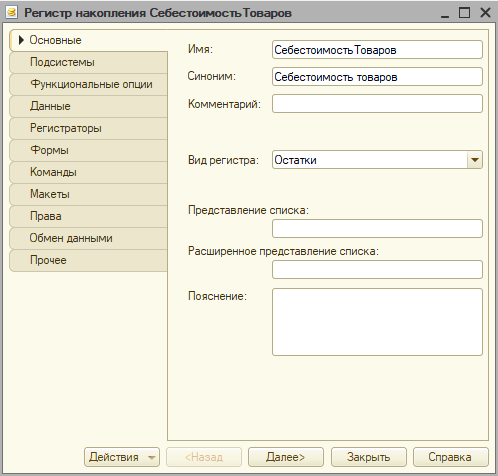 Регистр накопления СебестоимостьТоваров
Основные
Подсистемы
Функциональные опции
Данные
Регистраторы
Формы
Команды
Макеты
Права
Обмен данными
Прочее
Имя: СебестоимостьТоваров
Синоним: Себестоимость товаров
Комментарий:
Вид регистра: Остатки
Представление списка:
Расширенное представление списка:
Пояснение:
Действия <Назад Далее> Закрыть Справка